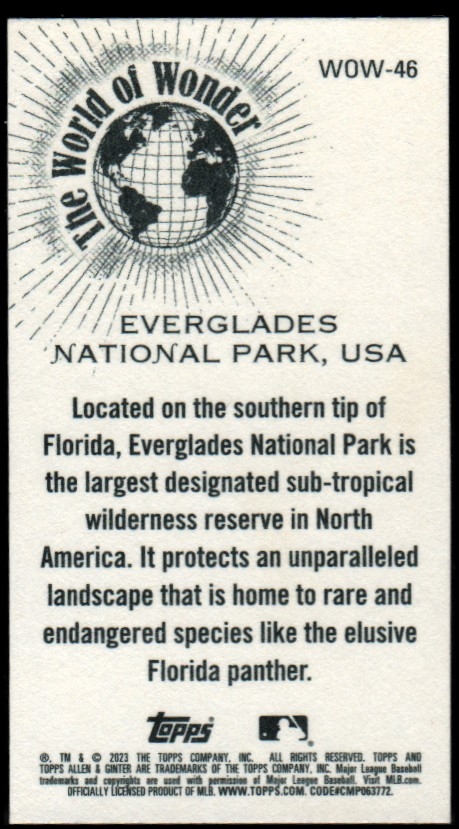 The World of Wonder
WOW-46
EVERGLADES
NATIONAL PARK, USA
Located on the southern tip of
Florida, Everglades National Park is
the largest designated sub-tropical
wilderness reserve in North
America. It protects an unparalleled
landscape that is home to rare and
endangered species like the elusive
Florida panther.
topps
®, TM & © 2023 THE TOPPS COMPANY, INC. ALL RIGHTS RESERVED. TOPPS AND
TOPPS ALLEN & GINTER ARE TRADEMARKS OF THE TOPPS COMPANY, INC. Major League Baseball
trademarks and copyrights are used with permission of Major League Baseball. Visit MLB.com.
OFFICIALLY LICENSED PRODUCT OF MLB. WWW.TOPPS.COM. CODE#CMP063772.